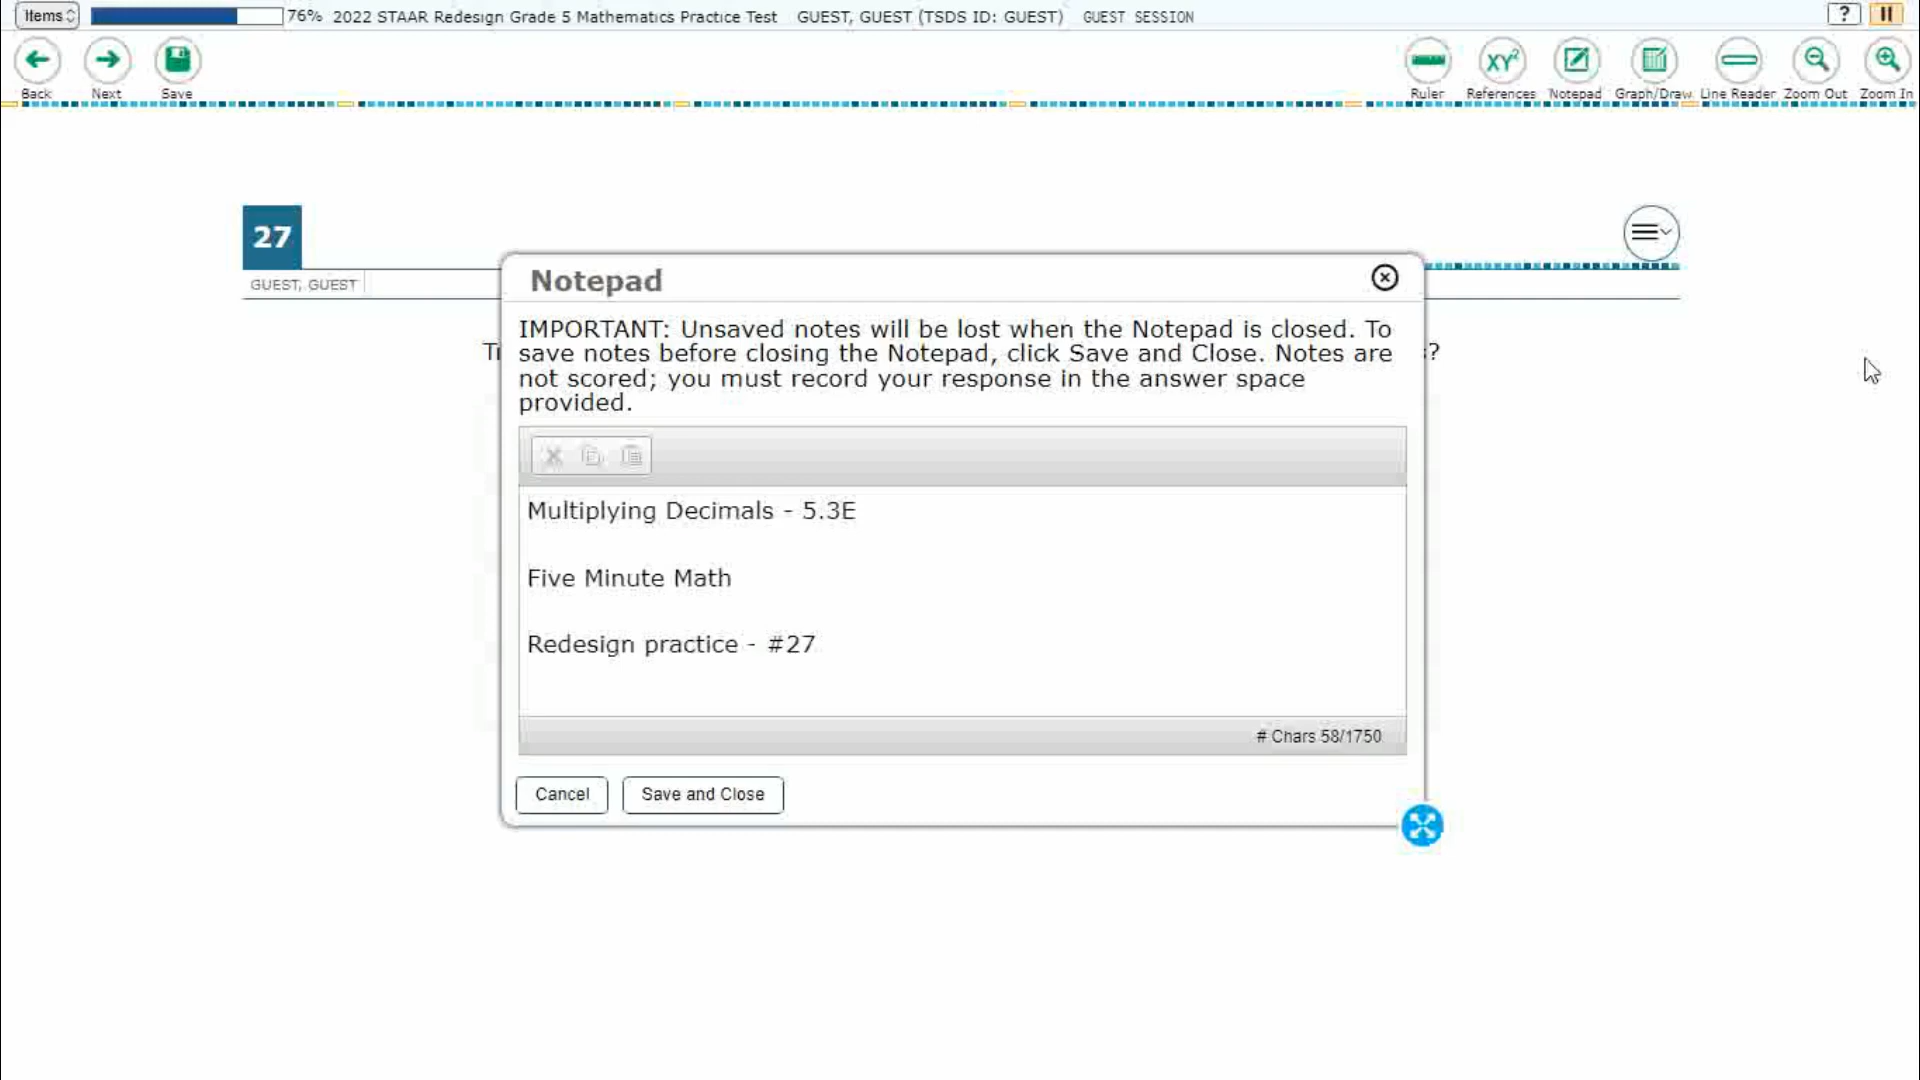 Items 76% 2022 STAAR Redesign Grade 5 Mathematics Practice Test GUEST, GUEST (TSDS ID: GUEST) GUEST SESSION ?
Back Next Save XY² Ruler References Notepad Graph/Draw Line Reader Zoom Out Zoom In
27
GUEST, GUEST
Notepad
?
IMPORTANT: Unsaved notes will be lost when the Notepad is closed. To
save notes before closing the Notepad, click Save and Close. Notes are
not scored; you must record your response in the answer space
provided.
Multiplying Decimals - 5.3E
Five Minute Math
Redesign practice - #27
# Chars 58/1750
Cancel Save and Close